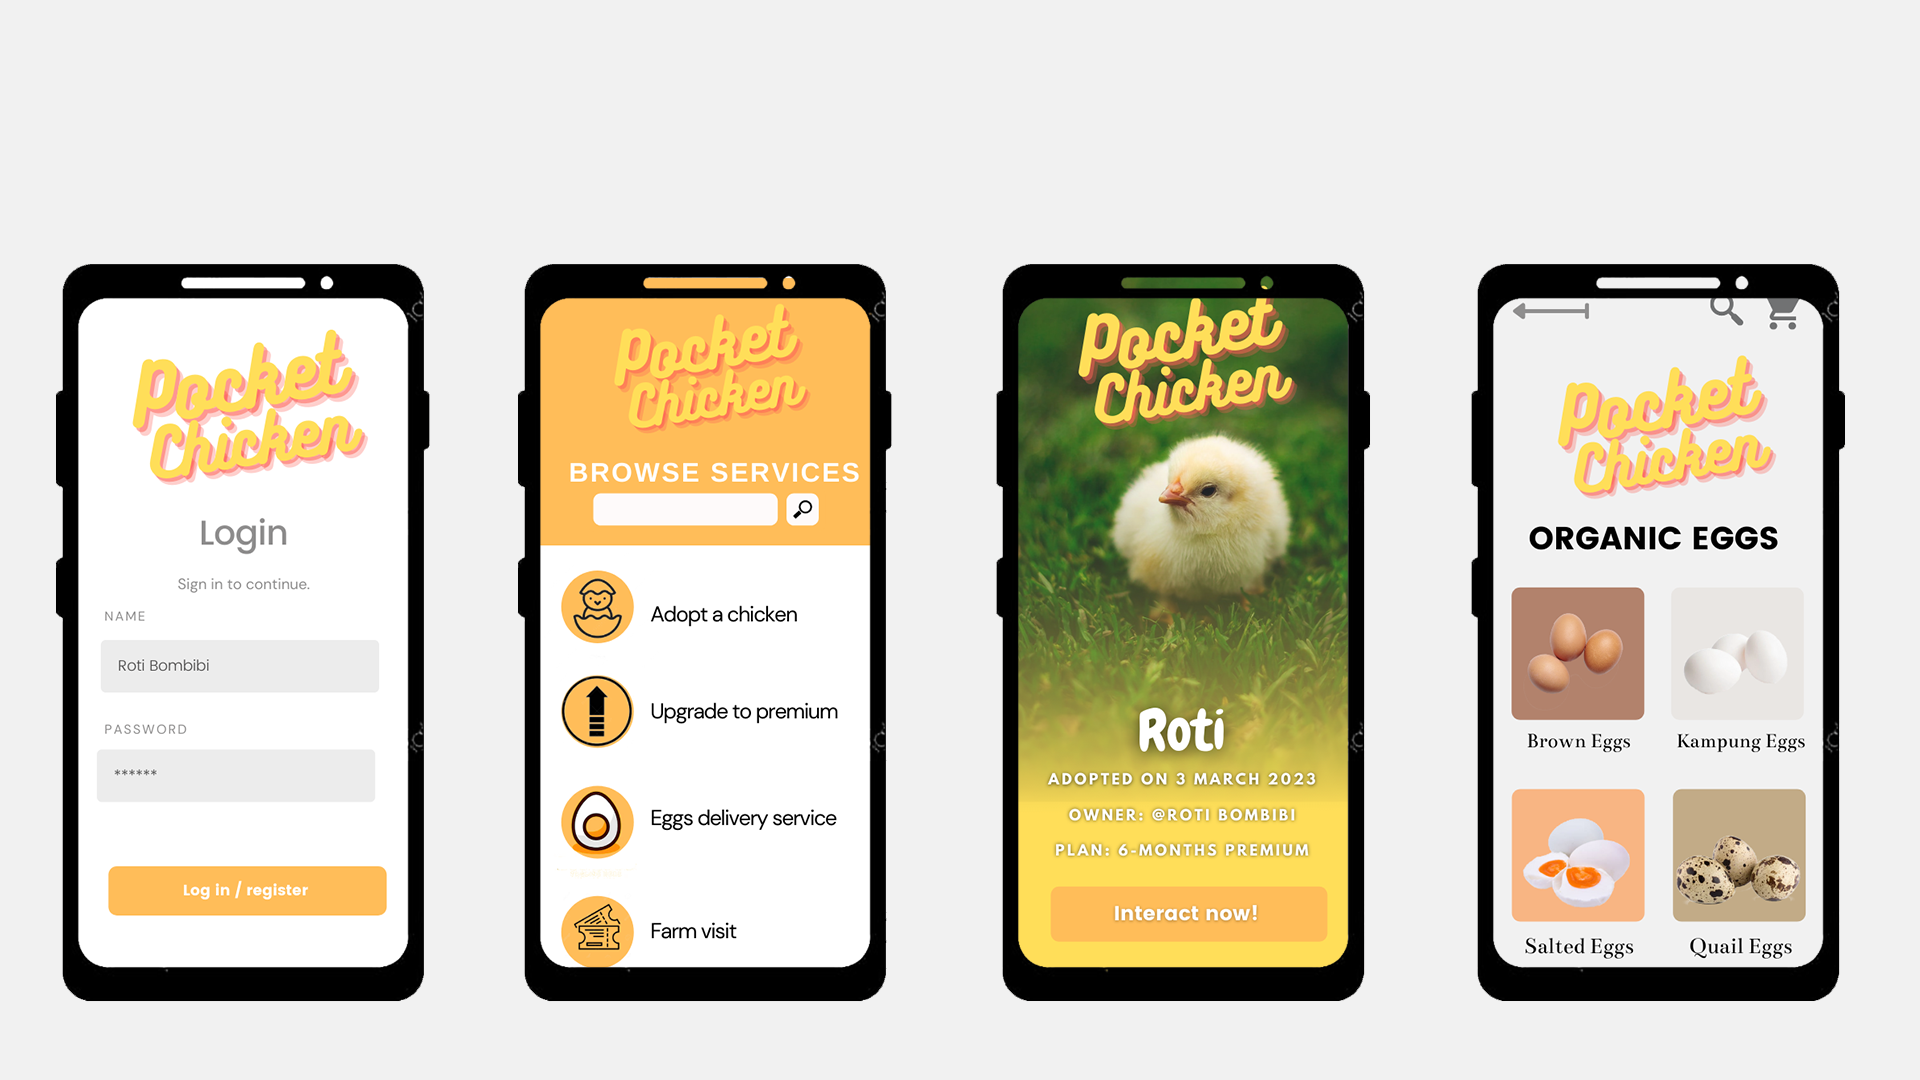 Pocket
Chicken
Login
Sign in to continue.
NAME
Roti Bombibi
PASSWORD
******
Log in / register
Pocket
Chicken
BROWSE SERVICES
Adopt a chicken
Upgrade to premium
Eggs delivery service
Farm visit
Pocket
Chicken
Roti
ADOPTED ON 3 MARCH 2023
OWNER: @ROTI BOMBIBI
PLAN: 6-MONTHS PREMIUM
Interact now!
Pocket
Chicken
ORGANIC EGGS
Brown Eggs
Kampung Eggs
Salted Eggs
Quail Eggs